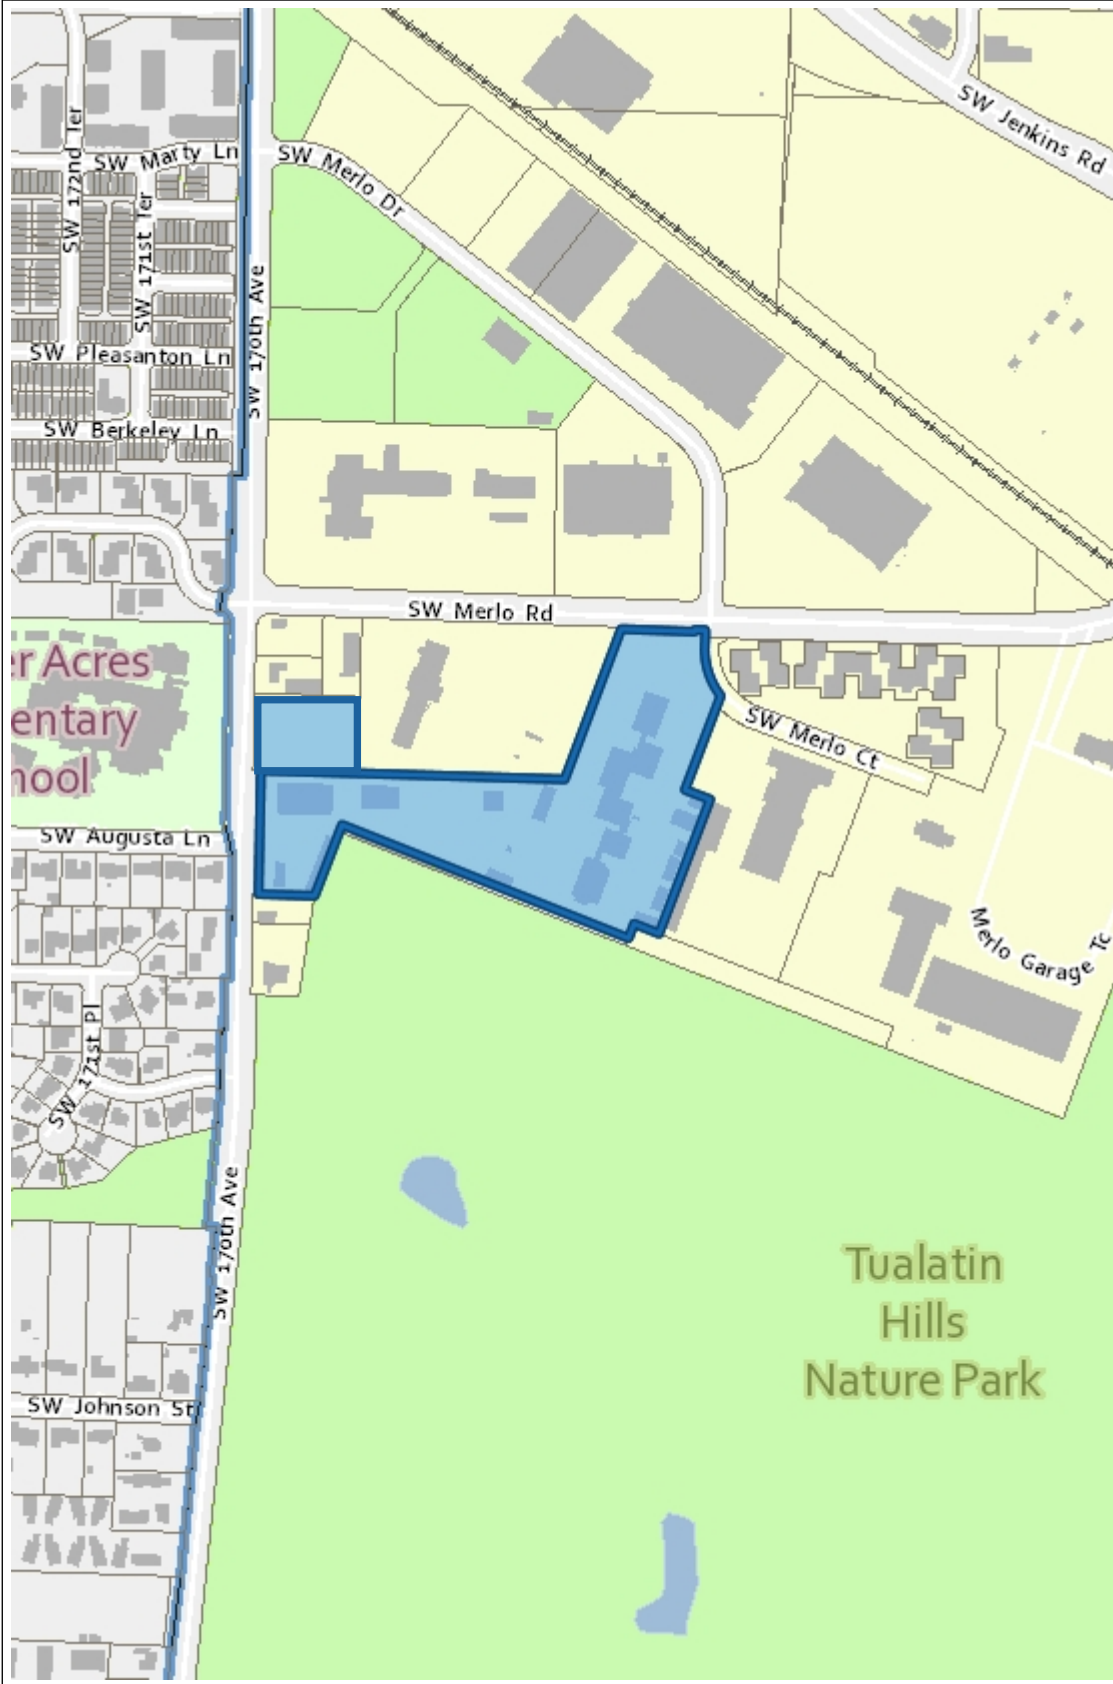 SW Jenkins Rd
SW 172nd Ter
SW Marty Ln
SW Merlo Dr
SW 171st Ter
SW 170th Ave
SW Pleasanton Ln
SW Berkeley Ln
SW Merlo Rd
er Acres
entary
hool
SW Merlo Ct
SW Augusta Ln
Merlo Garage Tc
SW 171st Pl
SW 170th Ave
Tualatin
Hills
Nature Park
SW Johnson St